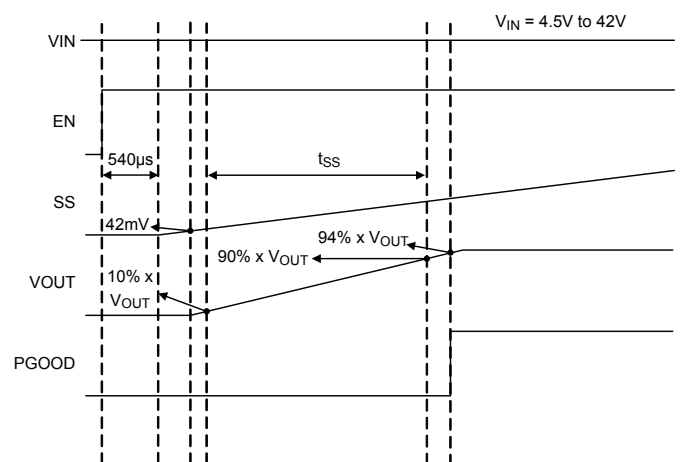 V_IN = 4.5V to 42V
VIN
EN
540µs
t_SS
SS
42mV
94% x V_OUT
90% x V_OUT
10% x
V_OUT
VOUT
PGOOD